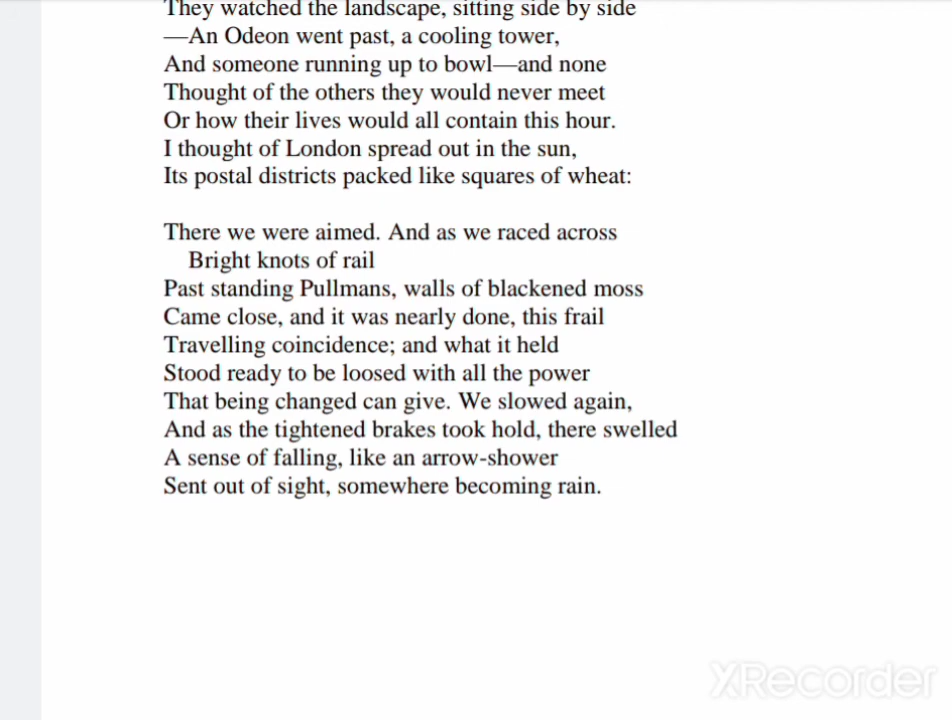 They watched the landscape, sitting side by side
—An Odeon went past, a cooling tower,
And someone running up to bowl—and none
Thought of the others they would never meet
Or how their lives would all contain this hour.
I thought of London spread out in the sun,
Its postal districts packed like squares of wheat:
There we were aimed. And as we raced across
Bright knots of rail
Past standing Pullmans, walls of blackened moss
Came close, and it was nearly done, this frail
Travelling coincidence; and what it held
Stood ready to be loosed with all the power
That being changed can give. We slowed again,
And as the tightened brakes took hold, there swelled
A sense of falling, like an arrow-shower
Sent out of sight, somewhere becoming rain.
XRecorder